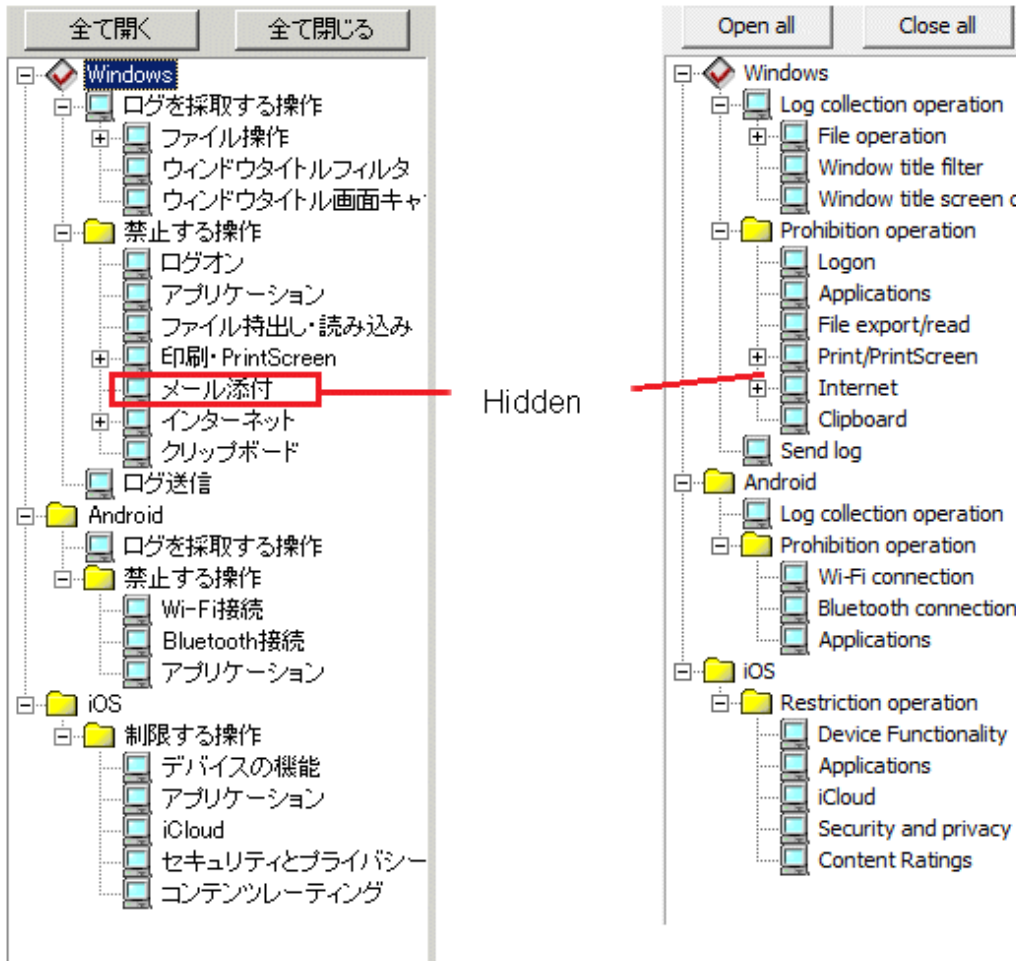 全て開く
全て閉じる
Windows
ログを採取する操作
ファイル操作
ウィンドウタイトルフィルタ
ウィンドウタイトル画面キャ
禁止する操作
ログオン
アプリケーション
ファイル持出し・読み込み
印刷・PrintScreen
メール添付
インターネット
クリップボード
ログ送信
Android
ログを採取する操作
禁止する操作
Wi-Fi接続
Bluetooth接続
アプリケーション
iOS
制限する操作
デバイスの機能
アプリケーション
iCloud
セキュリティとプライバシー
コンテンツレーティング
Hidden
Open all
Close all
Windows
Log collection operation
File operation
Window title filter
Window title screen c
Prohibition operation
Logon
Applications
File export/read
Print/PrintScreen
Internet
Clipboard
Send log
Android
Log collection operation
Prohibition operation
Wi-Fi connection
Bluetooth connection
Applications
iOS
Restriction operation
Device Functionality
Applications
iCloud
Security and privacy
Content Ratings